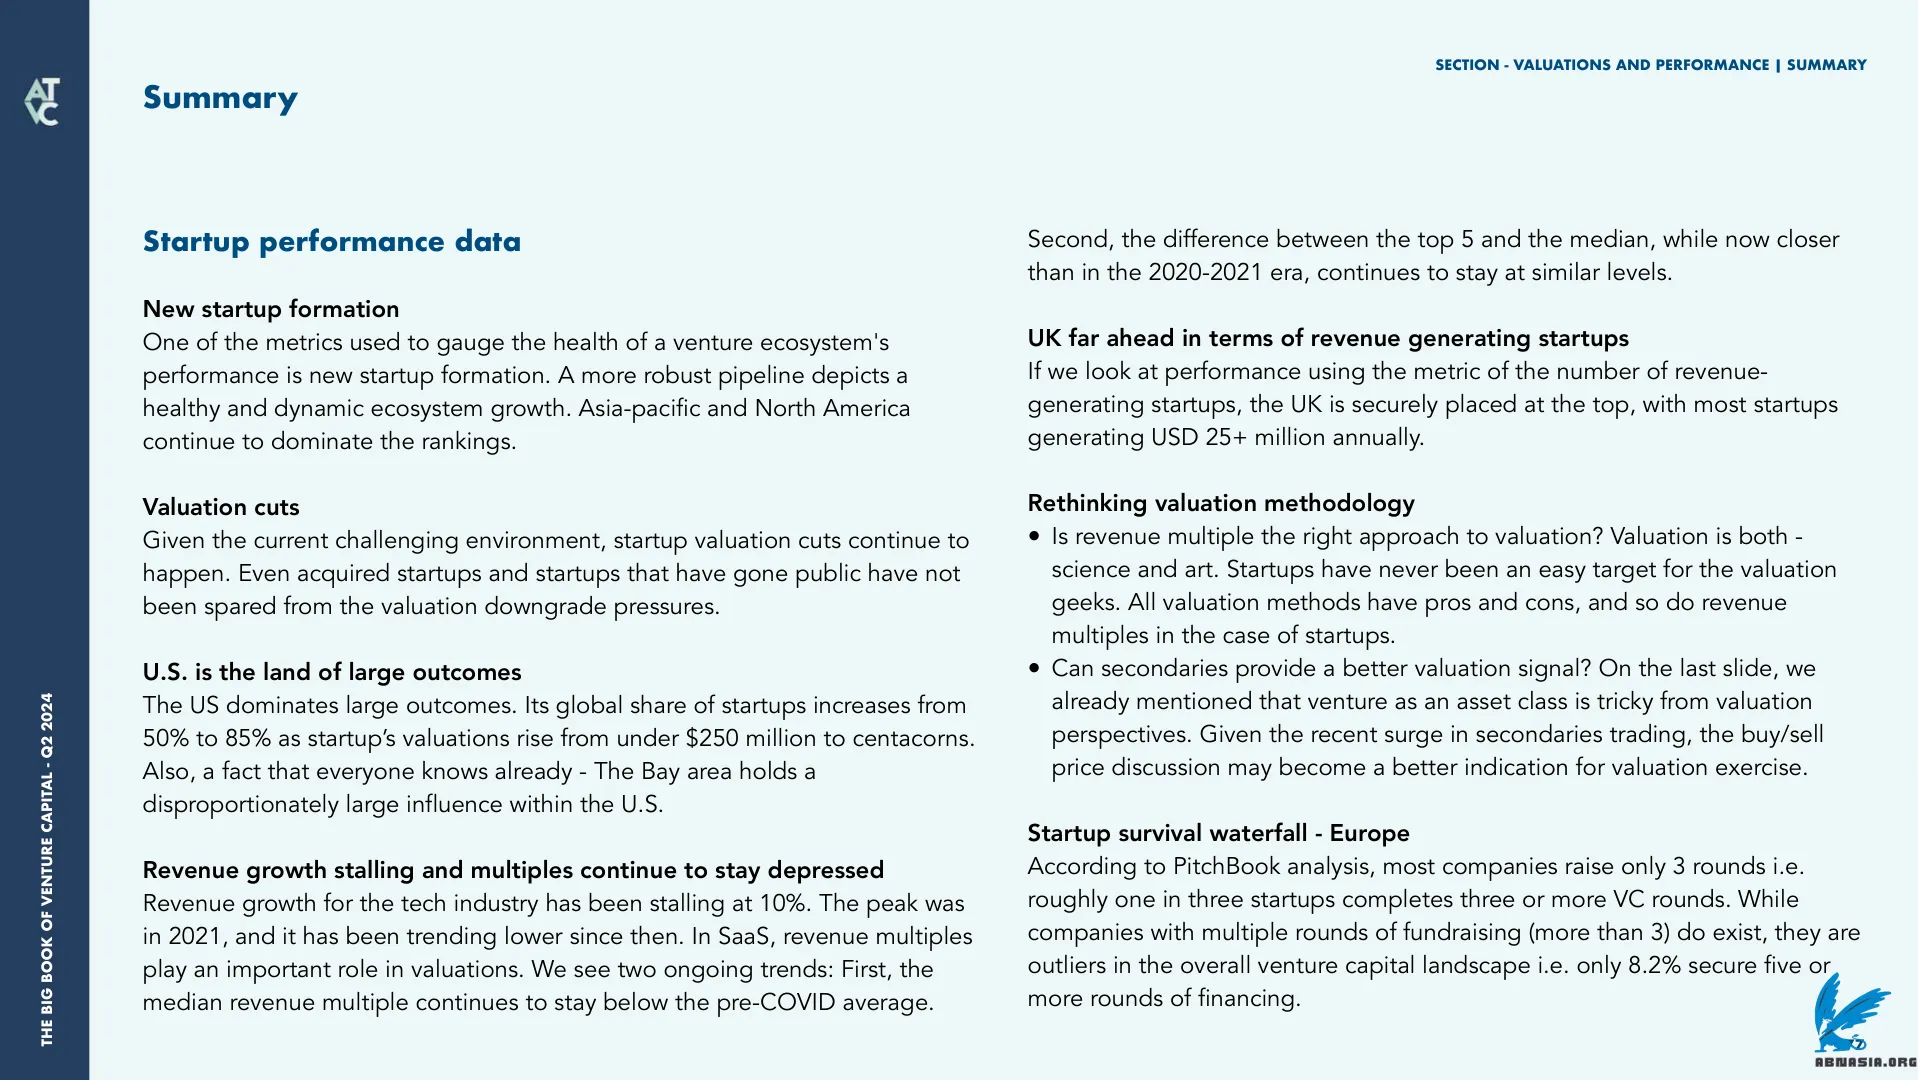 SECTION - VALUATIONS AND PERFORMANCE | SUMMARY
AT
VC
Summary
Startup performance data
New startup formation
One of the metrics used to gauge the health of a venture ecosystem's
performance is new startup formation. A more robust pipeline depicts a
healthy and dynamic ecosystem growth. Asia-pacific and North America
continue to dominate the rankings.
Valuation cuts
Given the current challenging environment, startup valuation cuts continue to
happen. Even acquired startups and startups that have gone public have not
been spared from the valuation downgrade pressures.
U.S. is the land of large outcomes
The US dominates large outcomes. Its global share of startups increases from
50% to 85% as startup’s valuations rise from under $250 million to centacorns.
Also, a fact that everyone knows already - The Bay area holds a
disproportionately large influence within the U.S.
Revenue growth stalling and multiples continue to stay depressed
Revenue growth for the tech industry has been stalling at 10%. The peak was
in 2021, and it has been trending lower since then. In SaaS, revenue multiples
play an important role in valuations. We see two ongoing trends: First, the
median revenue multiple continues to stay below the pre-COVID average.
Second, the difference between the top 5 and the median, while now closer
than in the 2020-2021 era, continues to stay at similar levels.
UK far ahead in terms of revenue generating startups
If we look at performance using the metric of the number of revenue-
generating startups, the UK is securely placed at the top, with most startups
generating USD 25+ million annually.
Rethinking valuation methodology
• Is revenue multiple the right approach to valuation? Valuation is both -
science and art. Startups have never been an easy target for the valuation
geeks. All valuation methods have pros and cons, and so do revenue
multiples in the case of startups.
• Can secondaries provide a better valuation signal? On the last slide, we
already mentioned that venture as an asset class is tricky from valuation
perspectives. Given the recent surge in secondaries trading, the buy/sell
price discussion may become a better indication for valuation exercise.
Startup survival waterfall - Europe
According to PitchBook analysis, most companies raise only 3 rounds i.e.
roughly one in three startups completes three or more VC rounds. While
companies with multiple rounds of fundraising (more than 3) do exist, they are
outliers in the overall venture capital landscape i.e. only 8.2% secure five or
more rounds of financing.
THE BIG BOOK OF VENTURE CAPITAL - Q2 2024
ABNASIA.ORG